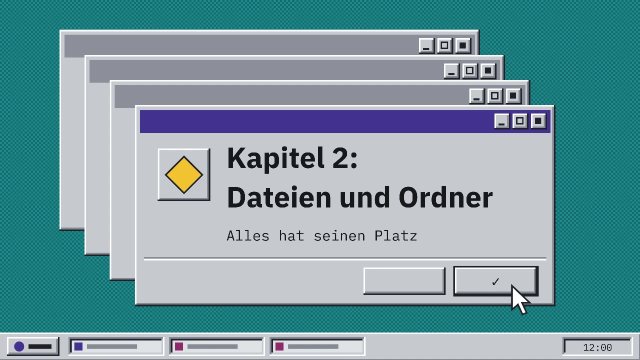 Kapitel 2:
Dateien und Ordner
Alles hat seinen Platz
✓
12:00